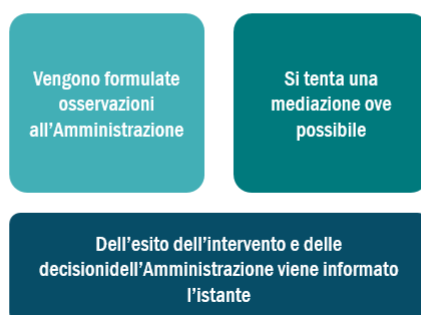 Vengono formulate
osservazioni
all'Amministrazione
Si tenta una
mediazione ove
possibile
Dell'esito dell'intervento e delle
decisionidell'Amministrazione viene informato
l'istante